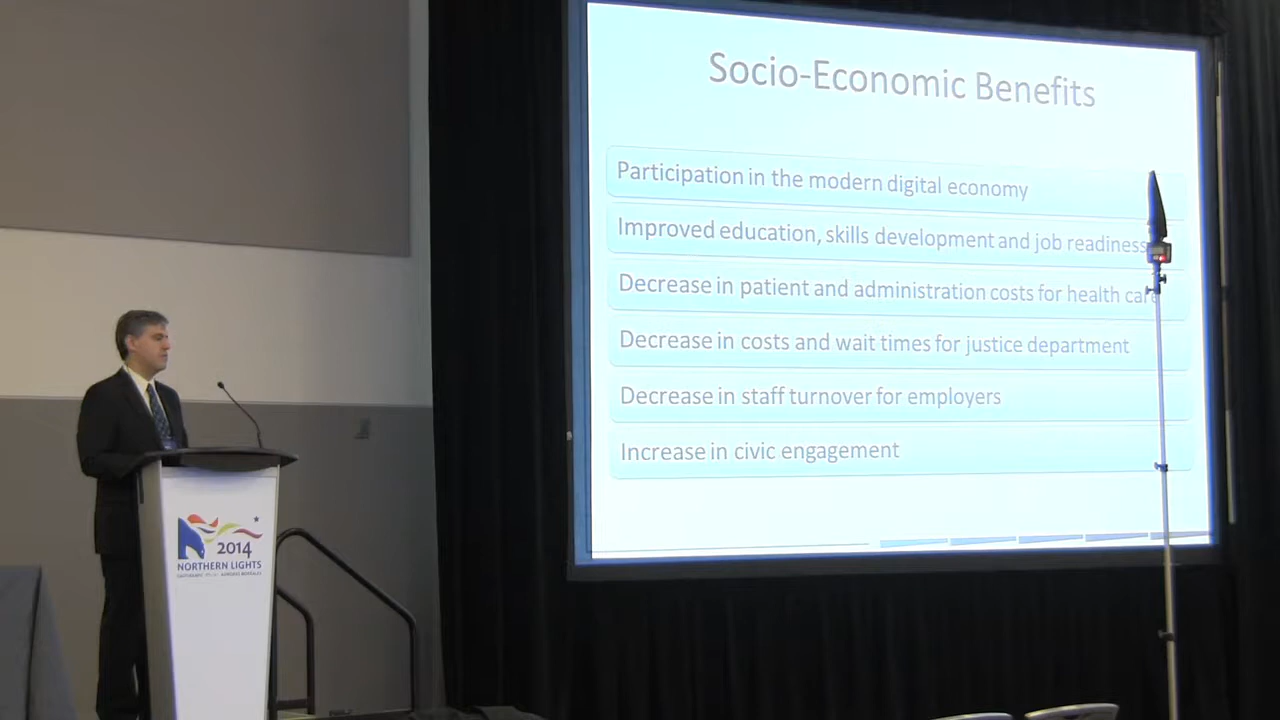 Socio-Economic Benefits
Participation in the modern digital economy
Improved education, skills development and job readiness
Decrease in patient and administration costs for health care
Decrease in costs and wait times for justice department
Decrease in staff turnover for employers
Increase in civic engagement
2014
NORTHERN LIGHTS